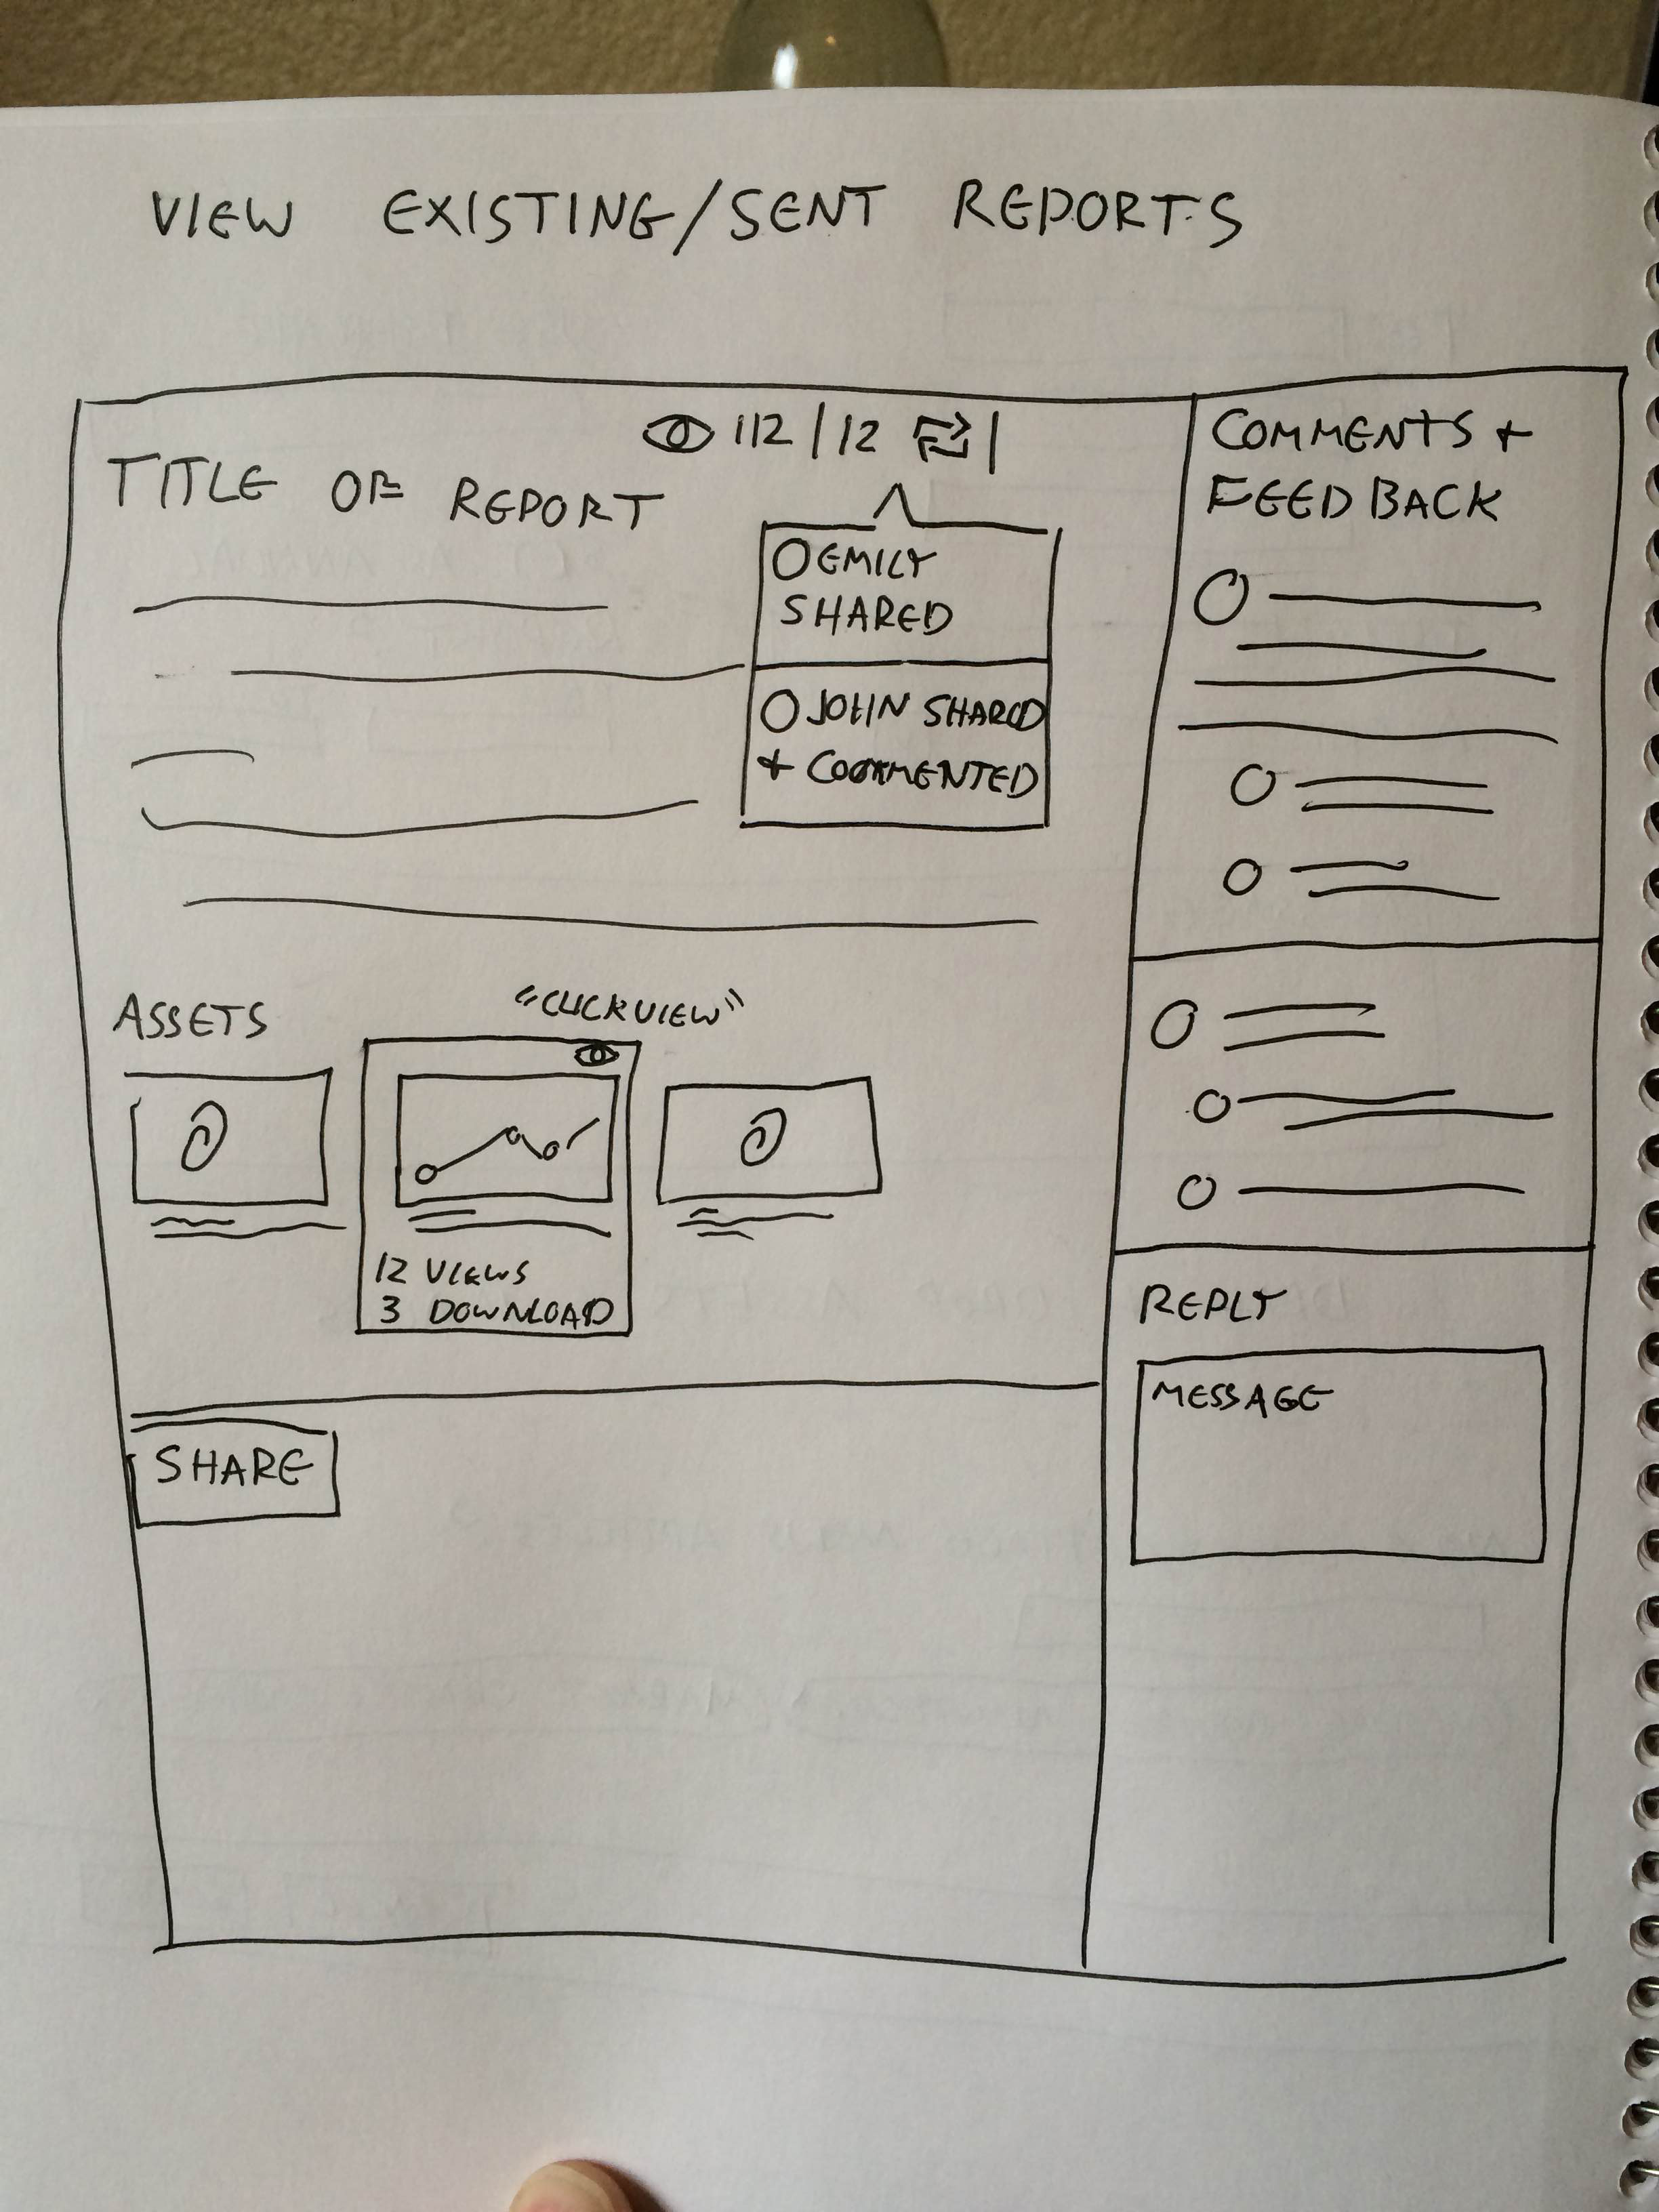 VIEW EXISTING/SENT REPORTS
112 | 12 |
TITLE OF REPORT
EMILY
SHARED
JOHN SHARED
+ COMMENTED
ASSETS
"CLICKVIEW"
12 VIEWS
3 DOWNLOAD
SHARE
COMMENTS +
FEEDBACK
REPLY
MESSAGE